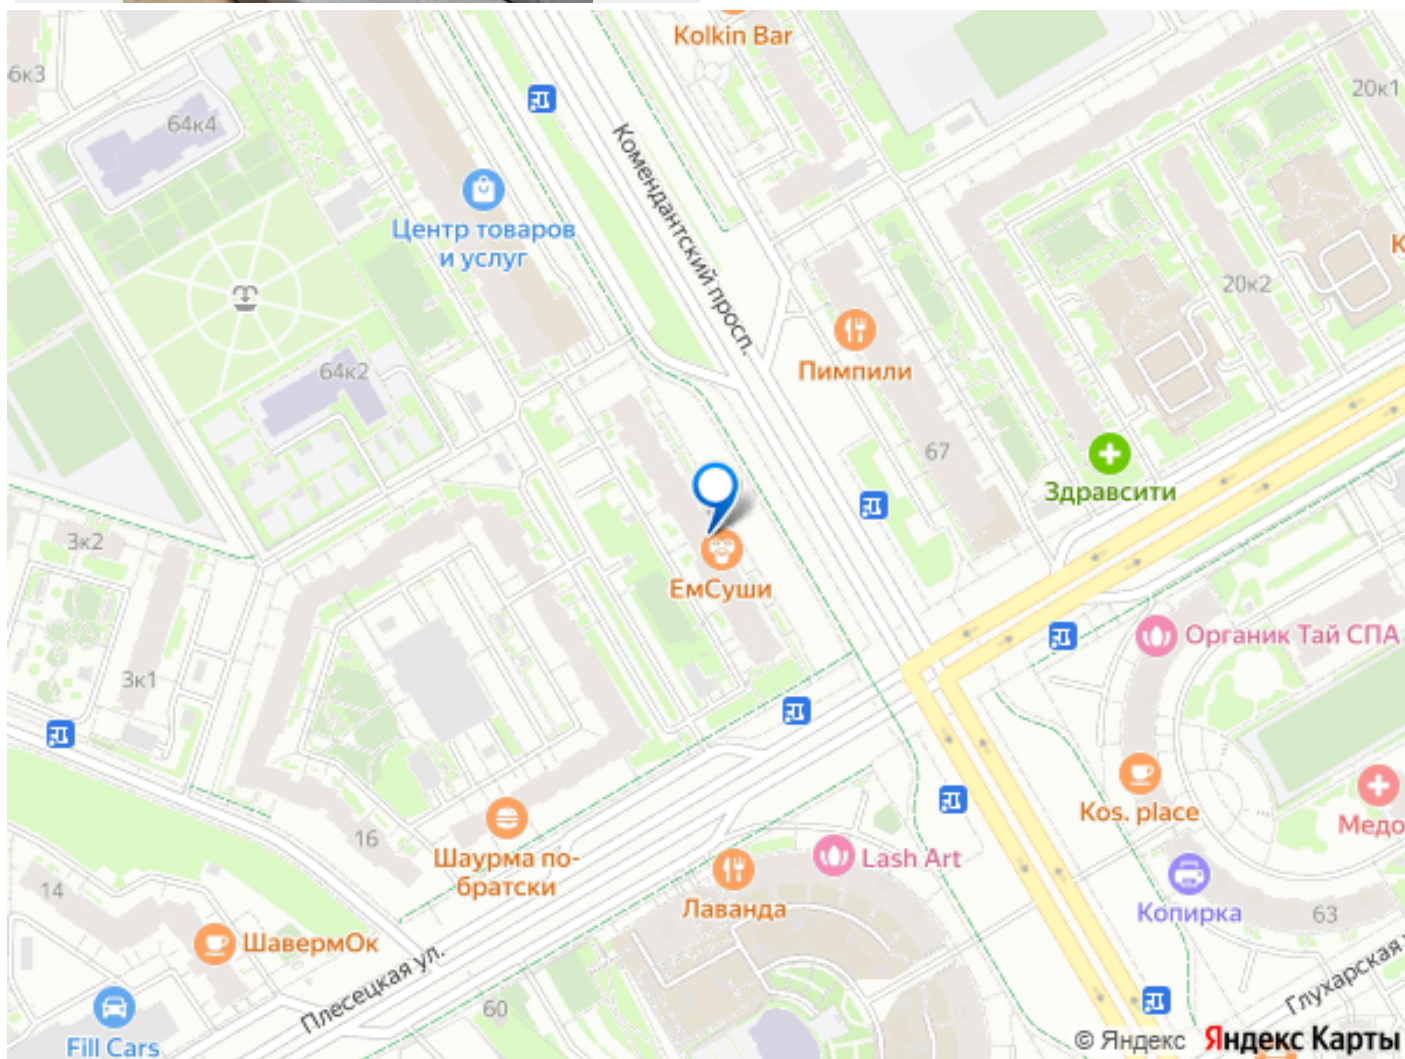 Kolkin Bar
6к3
64к4
20к1
Комендантский просп.
Центр товаров
и услуг
К
20к2
64к2
Пимпили
67
Здравсити
3к2
ЕмСуши
Органик Тай СПА
3к1
Kos. place
Медо
16
Шаурма по-
братски
Lash Art
14
Лаванда
Копирка
63
ШавермОк
Плесецкая ул.
Глухарская
60
Fill Cars
© Яндекс Яндекс Карты